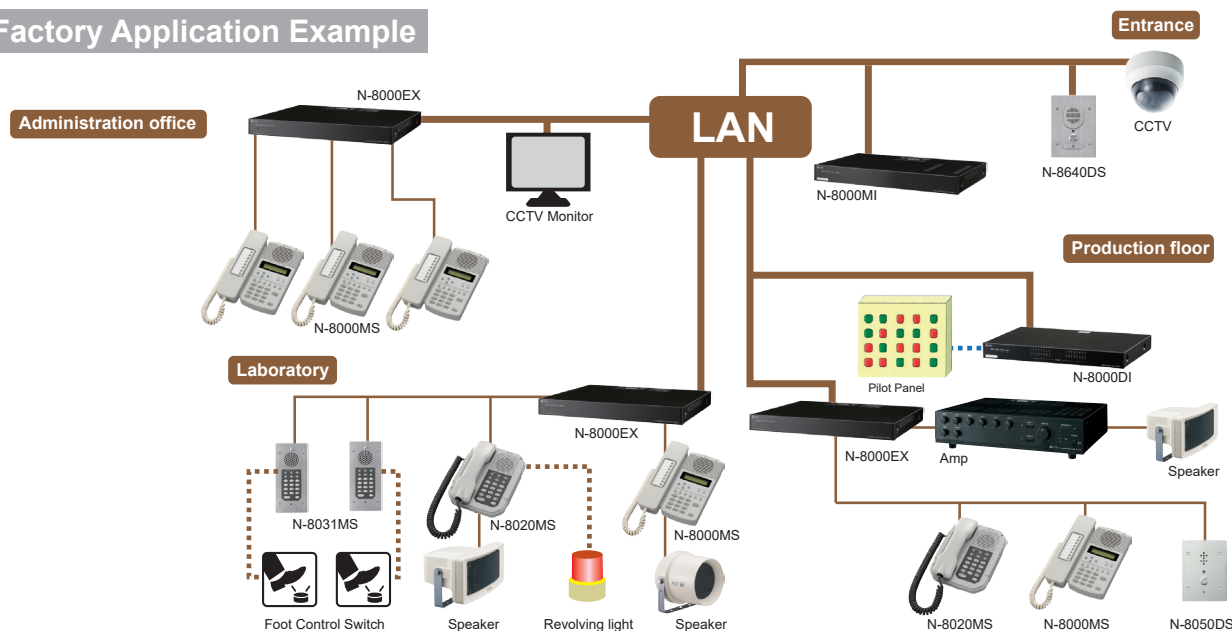 Factory Application Example
Entrance
N-8000EX
Administration office
LAN
CCTV
N-8640DS
N-8000MI
CCTV Monitor
Production floor
N-8000MS
Laboratory
N-8000DI
Pilot Panel
N-8000EX
N-8000EX
Amp
Speaker
N-8031MS
N-8020MS
N-8000MS
Foot Control Switch
Speaker
Revolving light
Speaker
N-8020MS
N-8000MS
N-8050DS